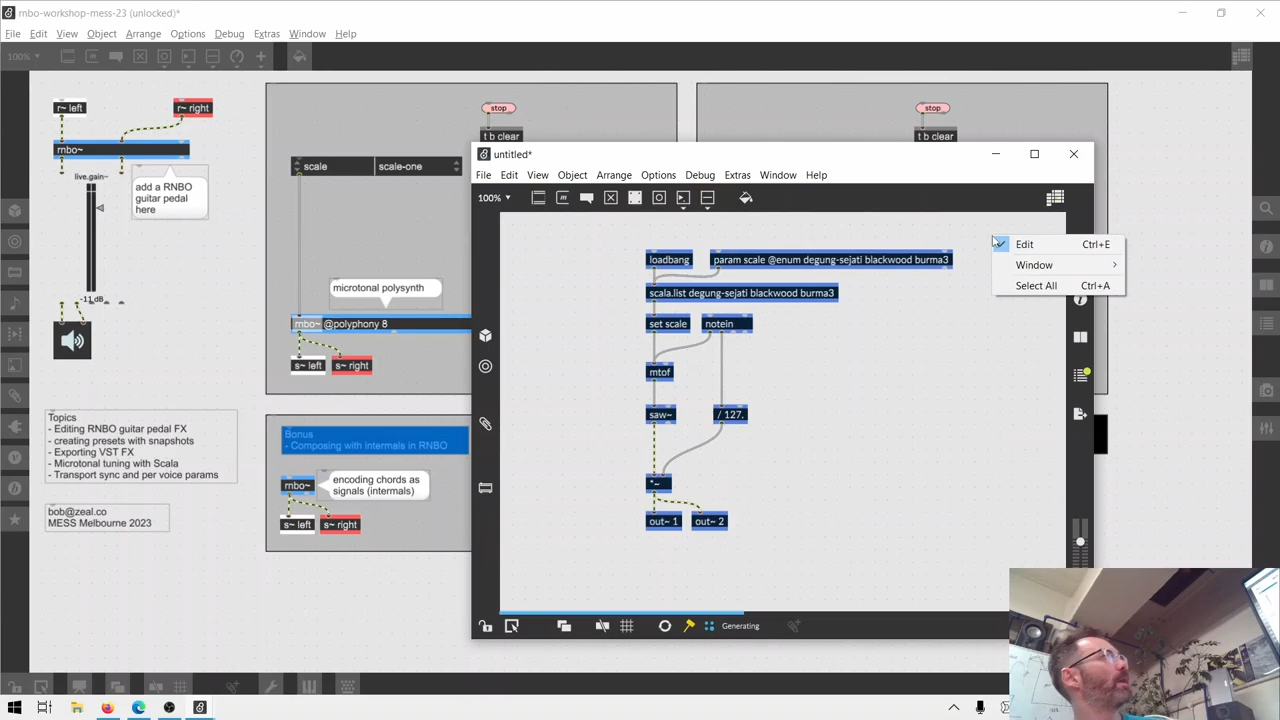 rnbo-workshop-mess-23 (unlocked)*
File Edit View Object Arrange Options Debug Extras Window Help
100%
r~ left
r~ right
rnbo~
live.gain~
add a RNBO
guitar pedal
here
-11 dB
stop
t b clear
scale
scale-one
microtonal polysynth
rnbo~ @polyphony 8
s~ left
s~ right
stop
t b clear
Topics
- Editing RNBO guitar pedal FX
- creating presets with snapshots
- Exporting VST FX
- Microtonal tuning with Scala
- Transport sync and per voice params
bob@zeal.co
MESS Melbourne 2023
Bonus
- Composing with intermals in RNBO
rnbo~
encoding chords as
signals (intermals)
s~ left
s~ right
untitled*
File Edit View Object Arrange Options Debug Extras Window Help
100%
loadbang
param scale @enum degung-sejati blackwood burma3
scala.list degung-sejati blackwood burma3
set scale
notein
mtof
saw~
/ 127.
*~
out~ 1
out~ 2
Generating
Edit Ctrl+E
Window
Select All Ctrl+A